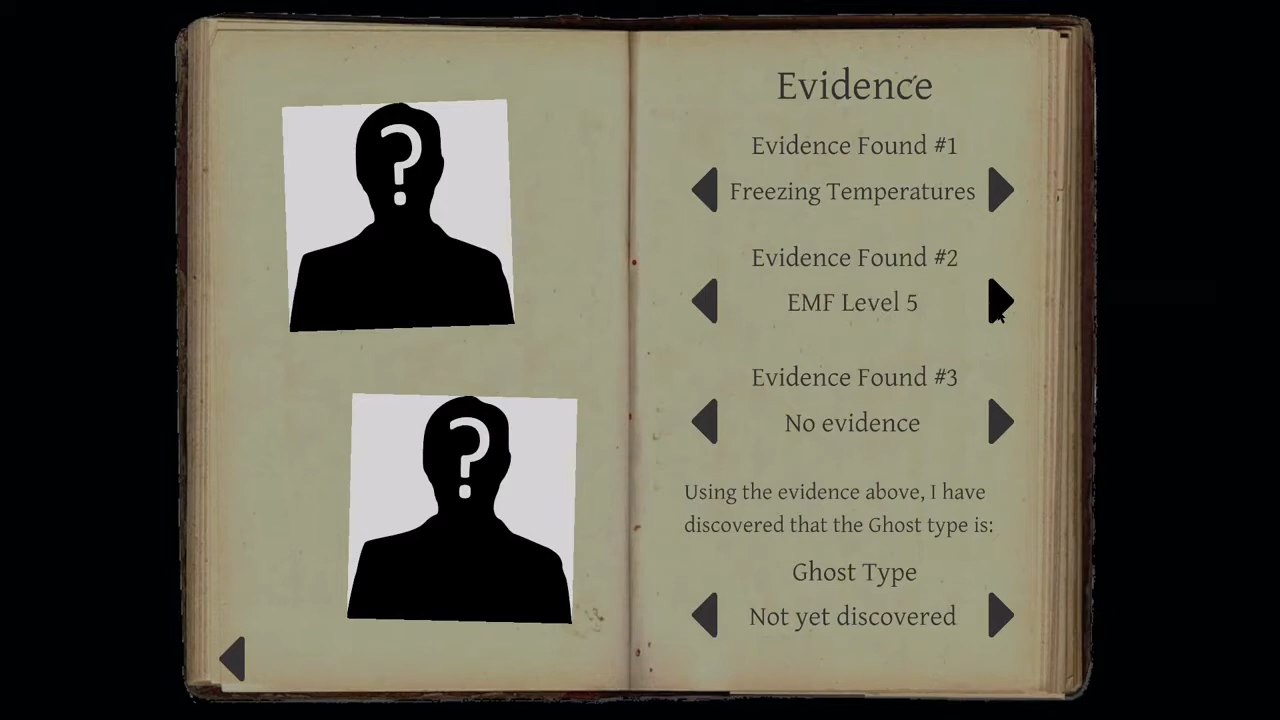 ?
?
Evidence
Evidence Found #1
Freezing Temperatures
Evidence Found #2
EMF Level 5
Evidence Found #3
No evidence
Using the evidence above, I have
discovered that the Ghost type is:
Ghost Type
Not yet discovered